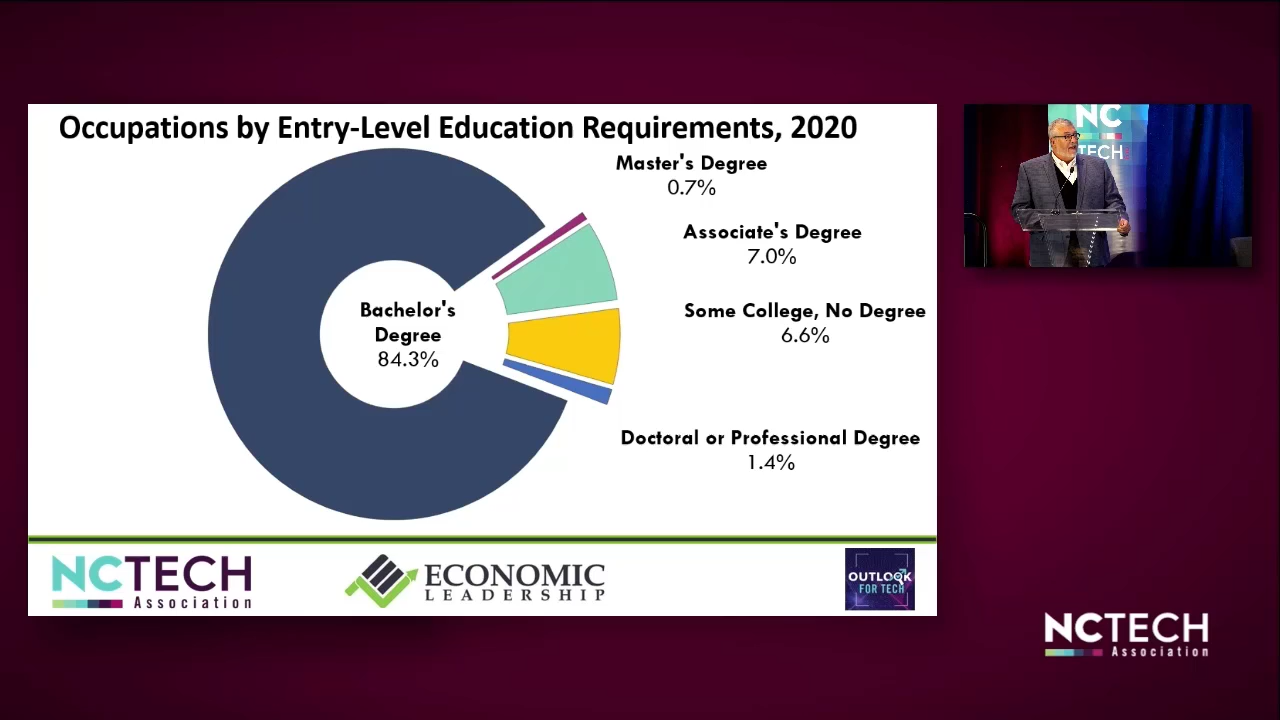 Occupations by Entry-Level Education Requirements, 2020
Master's Degree
0.7%
Associate's Degree
7.0%
Some College, No Degree
6.6%
Bachelor's
Degree
84.3%
Doctoral or Professional Degree
1.4%
NCTECH
Association
ECONOMIC
LEADERSHIP
OUTLOOK
FOR TECH
NC
TECH
NCTECH
Association